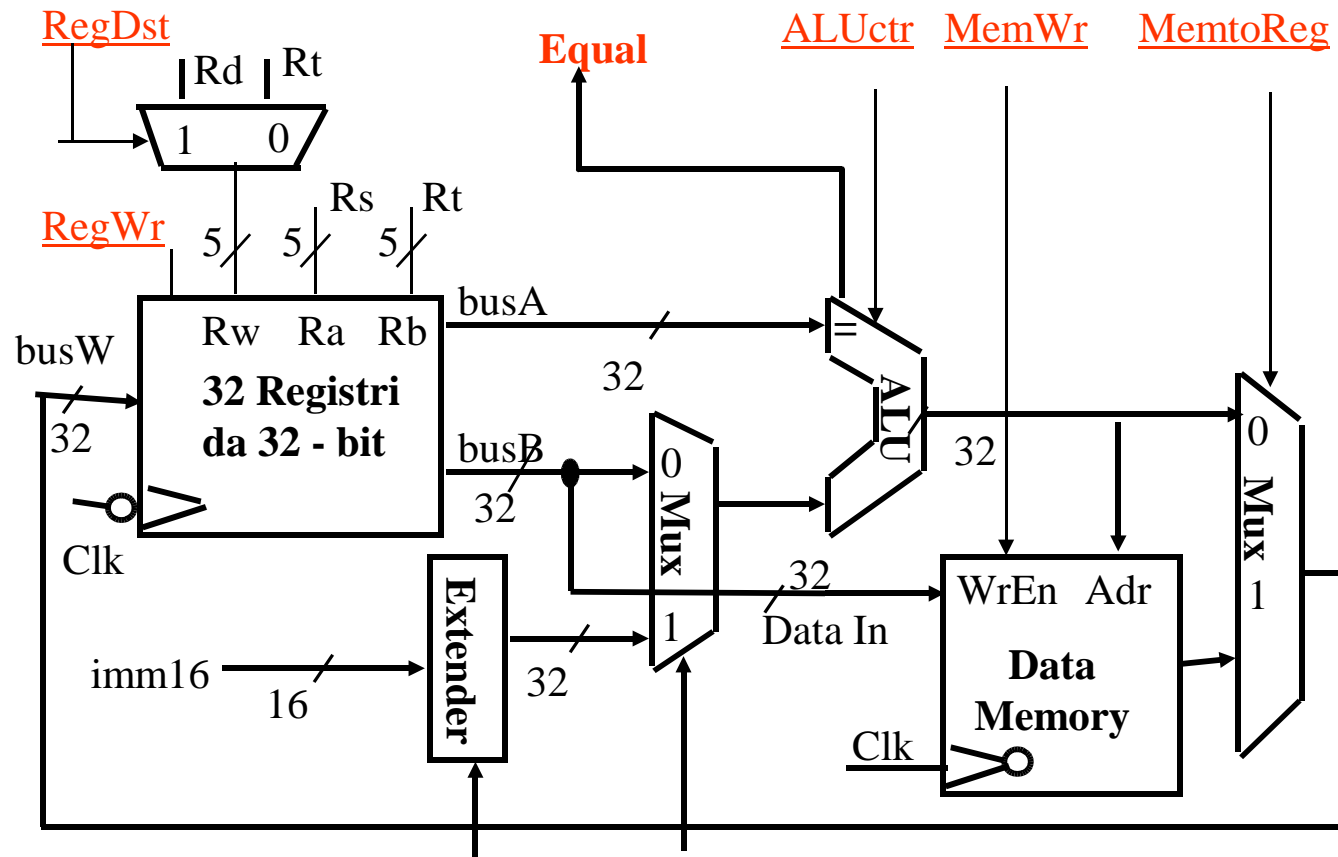 RegDst
ALUctr
MemWr
MemtoReg
Equal
Rd
Rt
1
0
Rs
Rt
RegWr
5
5
5
busA
=
Rw
Ra
Rb
busW
32
32 Registri
da 32 - bit
32
ALU
32
0
busB
32
0
Mux
1
Clk
Extender
32
Data In
WrEn
Adr
Mux
1
imm16
16
32
Data
Memory
Clk